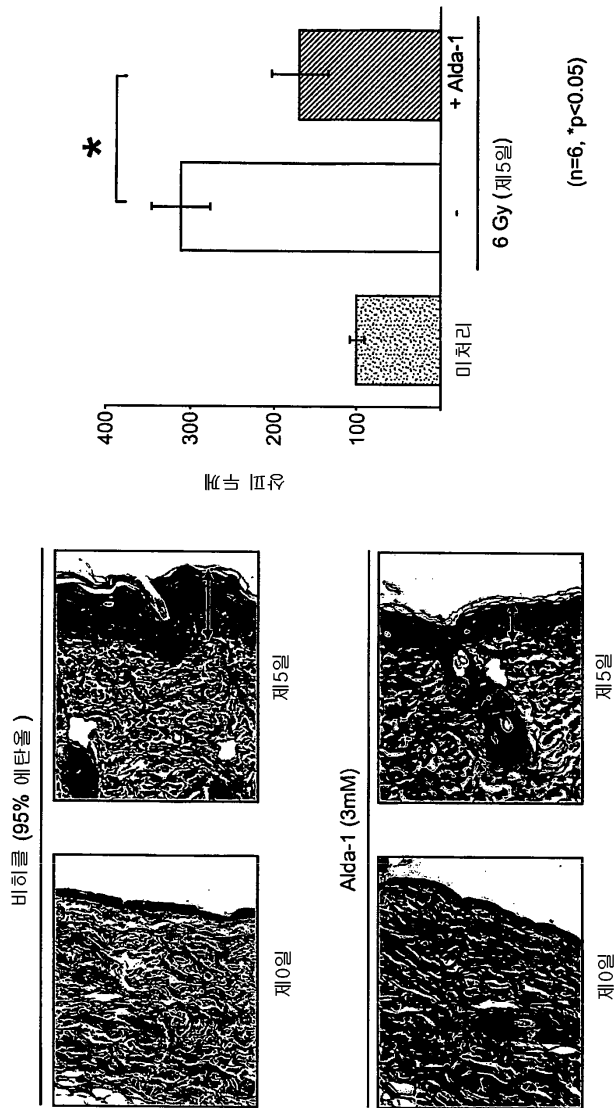 비히클 (95% 에탄올)
제0일
제5일
Alda-1 (3mM)
제0일
제5일
상피 두께
400
300
200
100
*
미처리
-
+ Alda-1
6 Gy (제5일)
(n=6, *p<0.05)